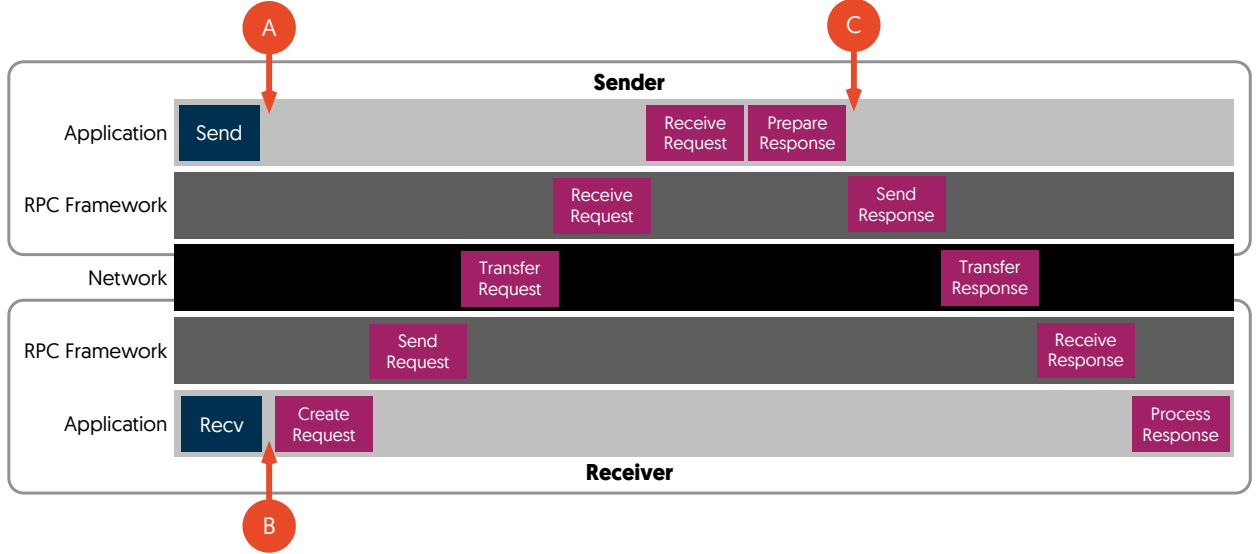 A
C
Sender
Application
Send
Receive
Request
Prepare
Response
RPC Framework
Receive
Request
Send
Response
Network
Transfer
Request
Transfer
Response
RPC Framework
Send
Request
Receive
Response
Application
Recv
Create
Request
Process
Response
Receiver
B